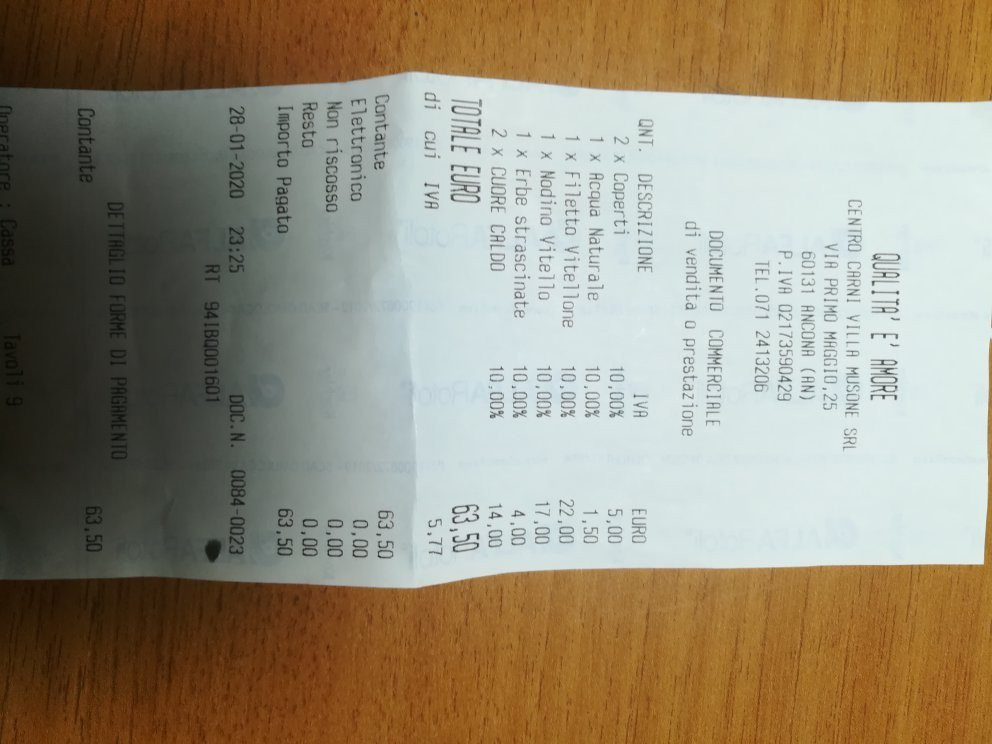 QUALITA' E' AMORE
CENTRO CARNI VILLA MUSONE SRL
VIA PRIMO MAGGIO,25
60131 ANCONA (AN)
P.IVA 02173590429
TEL.071 2413206
DOCUMENTO COMMERCIALE
di vendita o prestazione
QNT. DESCRIZIONE IVA EURO
2 x Coperti 10,00% 5,00
1 x Acqua Naturale 10,00% 1,50
1 x Filetto Vitellone 10,00% 22,00
1 x Nodino Vitello 10,00% 17,00
1 x Erbe strascinate 10,00% 4,00
2 x CUORE CALDO 10,00% 14,00
TOTALE EURO 63,50
di cui IVA 5,77
Contante 63,50
Elettronico 0,00
Non riscosso 0,00
Resto 0,00
Importo Pagato 63,50
28-01-2020 23:25 DOC.N. 0084-0023
RT 94IBQ001601
DETTAGLIO FORME DI PAGAMENTO
Contante 63,50
Operatore : Cassa Tavoli 9